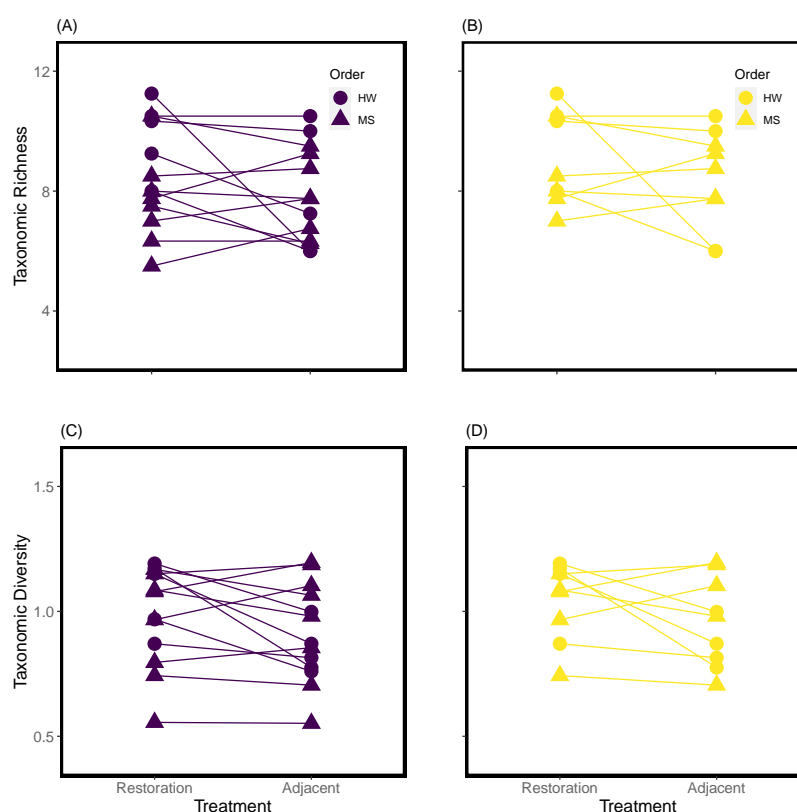 (A)
(B)
Taxonomic Richness
12
8
4
Order
HW
MS
Order
HW
MS
(C)
(D)
Taxonomic Diversity
1.5
1.0
0.5
Restoration
Adjacent
Treatment
Restoration
Adjacent
Treatment